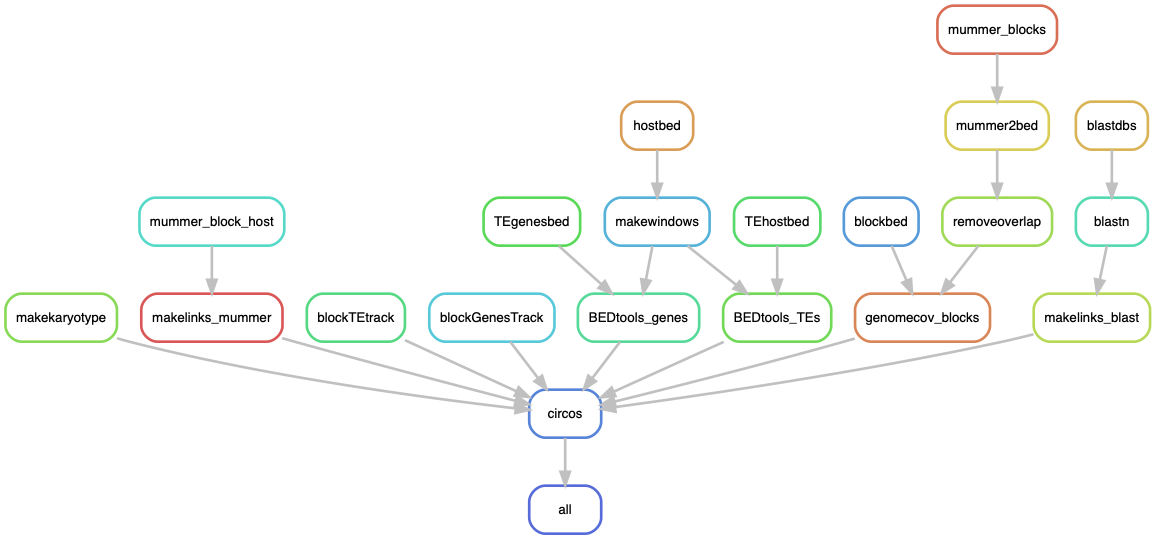 mummer_blocks
hostbed
mummer2bed
blastdbs
mummer_block_host
TEgenesbed
makewindows
TEhostbed
blockbed
removeoverlap
blastn
makekaryotype
makelinks_mummer
blockTEtrack
blockGenesTrack
BEDtools_genes
BEDtools_TEs
genomecov_blocks
makelinks_blast
circos
all